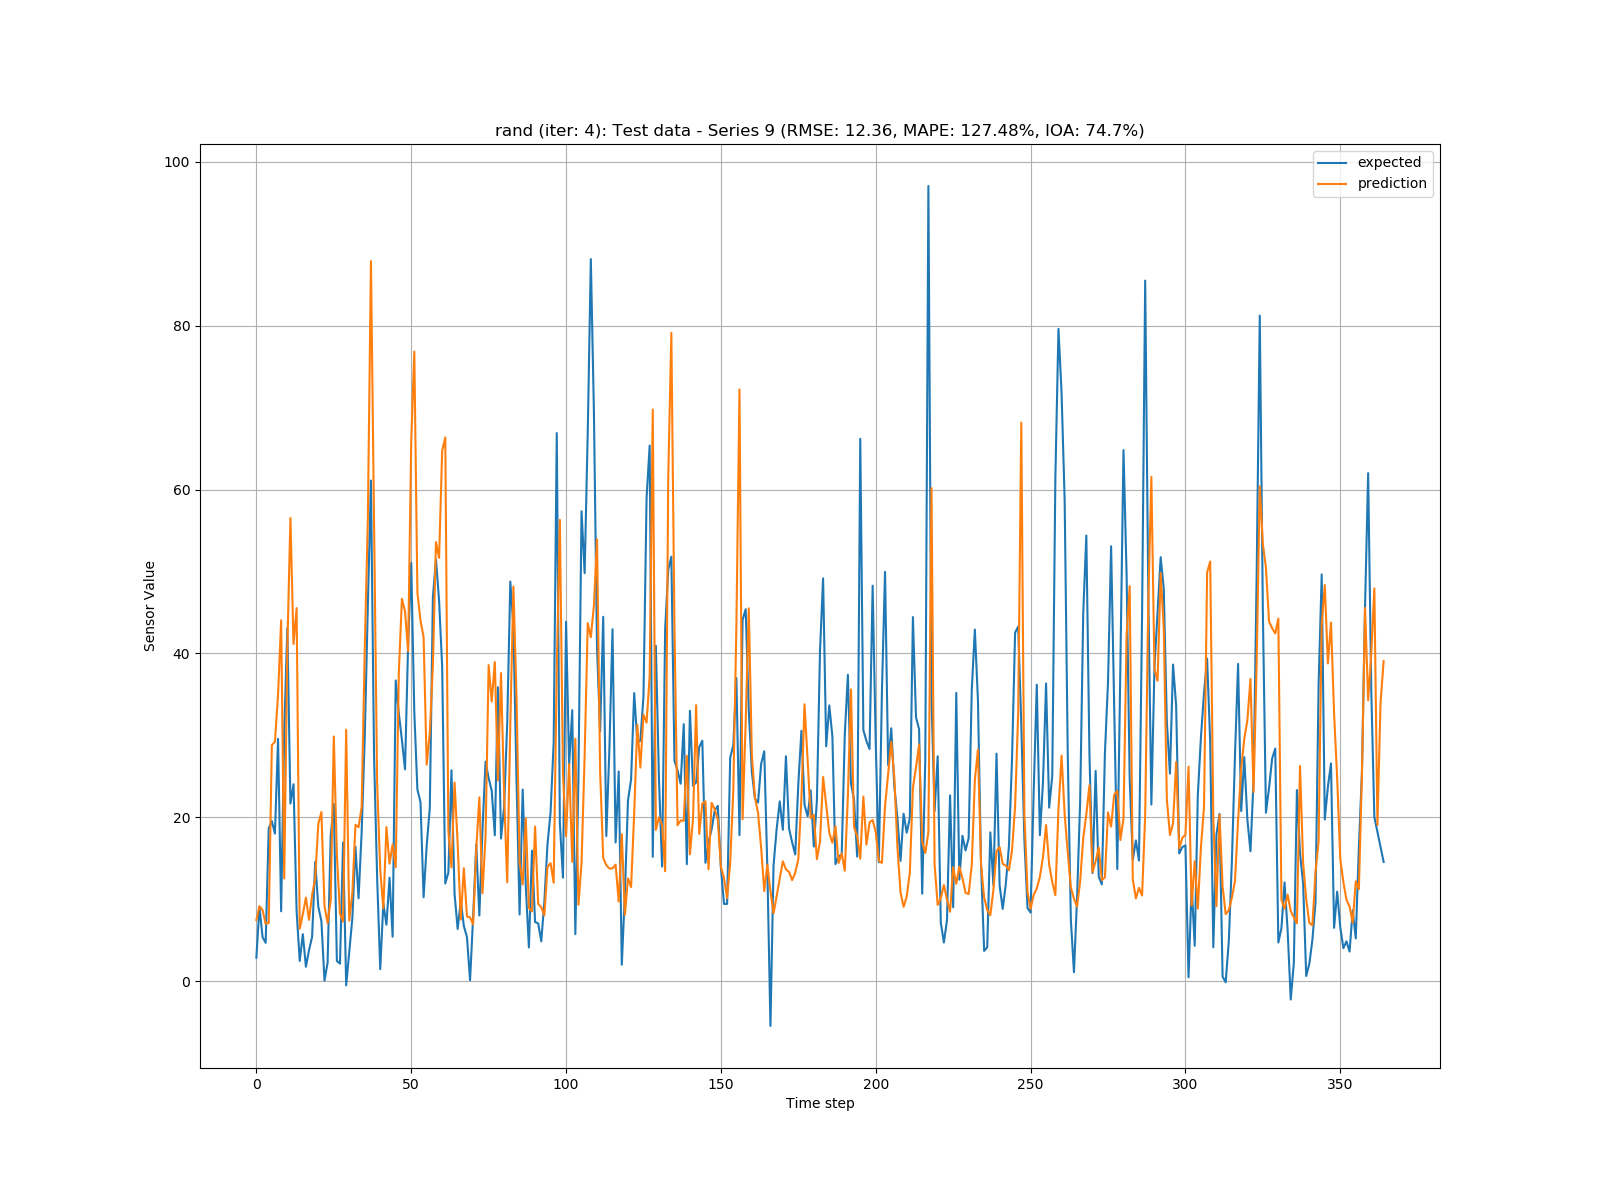 rand (iter: 4): Test data - Series 9 (RMSE: 12.36, MAPE: 127.48%, IOA: 74.7%)
expected
prediction
100
80
60
40
20
0
Sensor Value
0 50 100 150 200 250 300 350
Time step